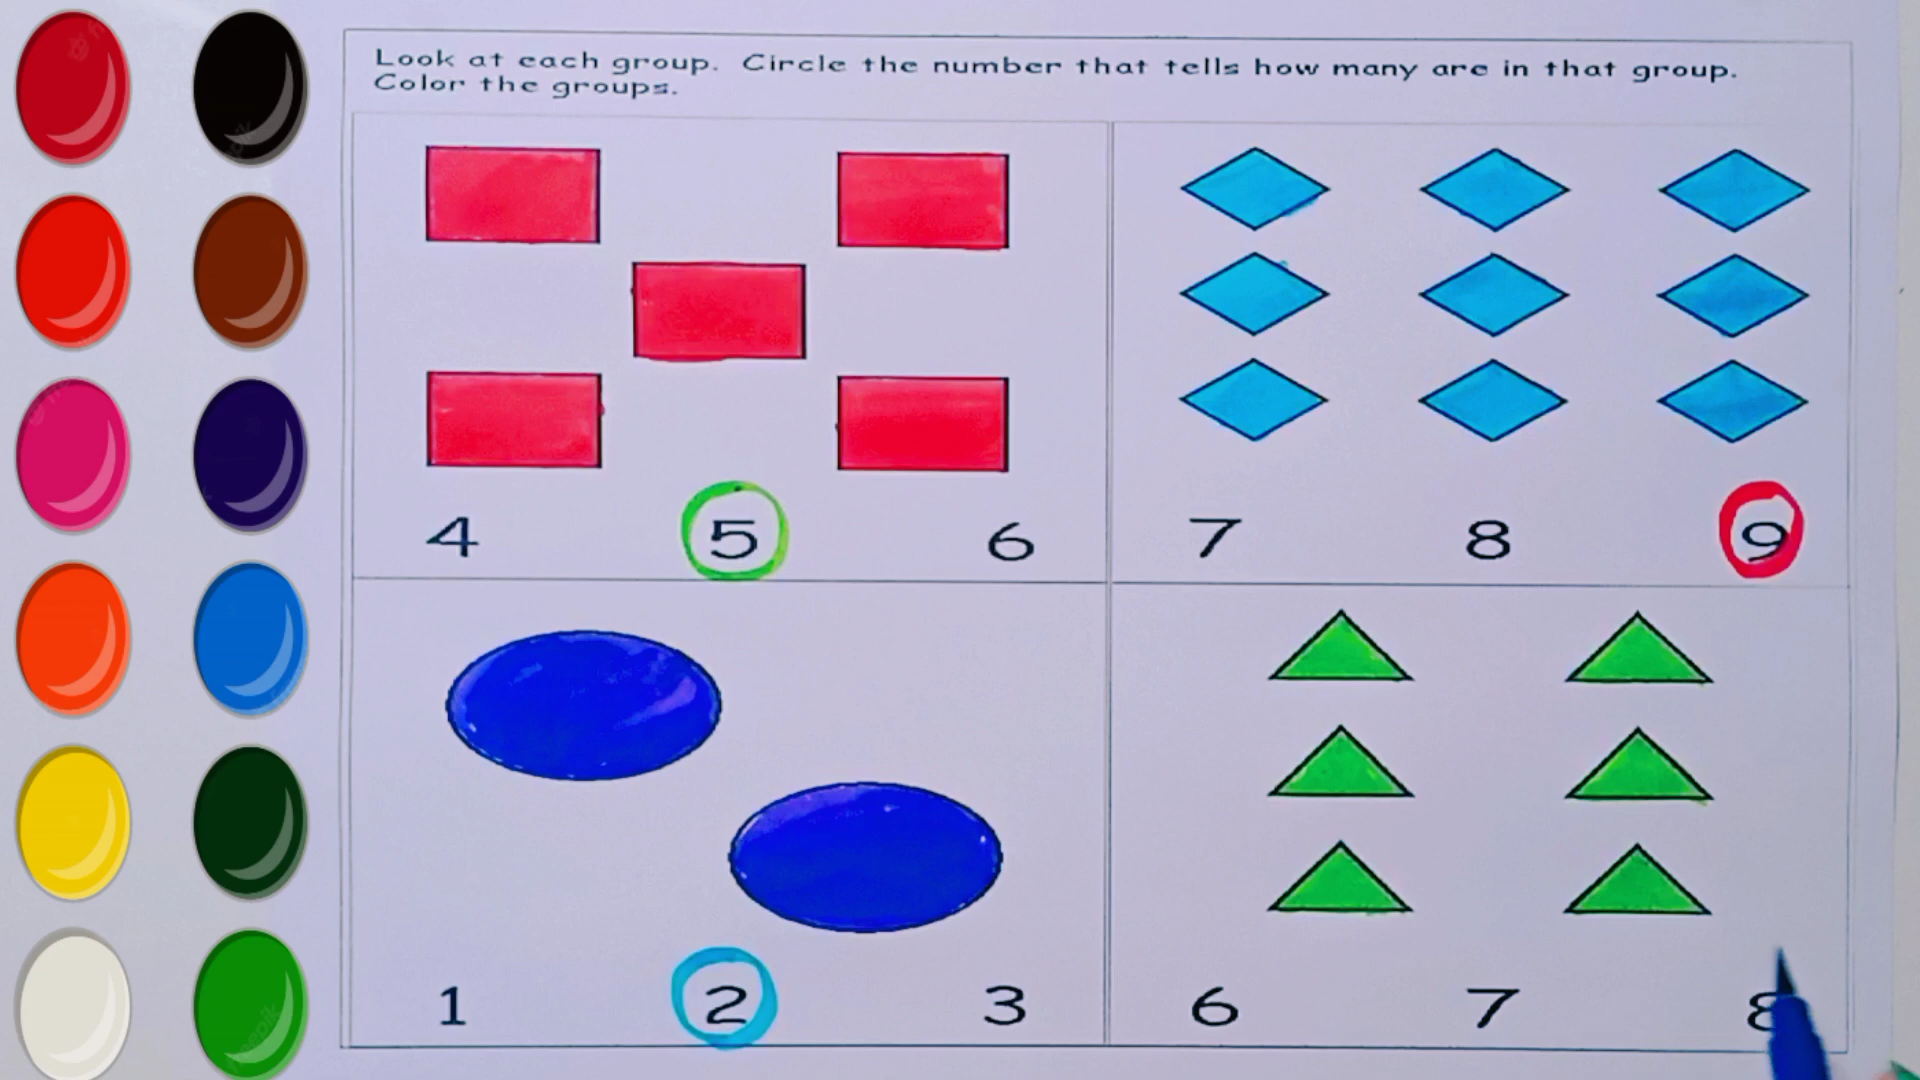 Look at each group. Circle the number that tells how many are in that group.
Color the groups.
4 5 6
7 8 9
1 2 3
6 7 8